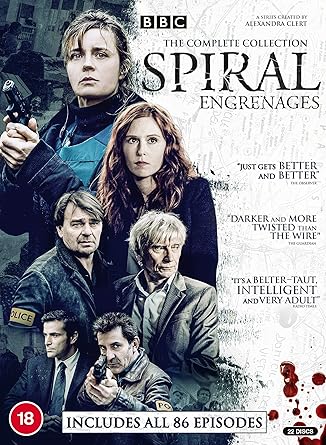 BBC
A SERIES CREATED BY
ALEXANDRA CLERT
THE COMPLETE COLLECTION
SPIRAL
ENGRENAGES
"JUST GETS BETTER
AND BETTER"
THE OBSERVER
"DARKER AND MORE
TWISTED THAN
THE WIRE"
THE GUARDIAN
"IT'S A BELTER–TAUT,
INTELLIGENT
AND VERY ADULT"
RADIO TIMES
POLICE
18
INCLUDES ALL 86 EPISODES
22 DISCS